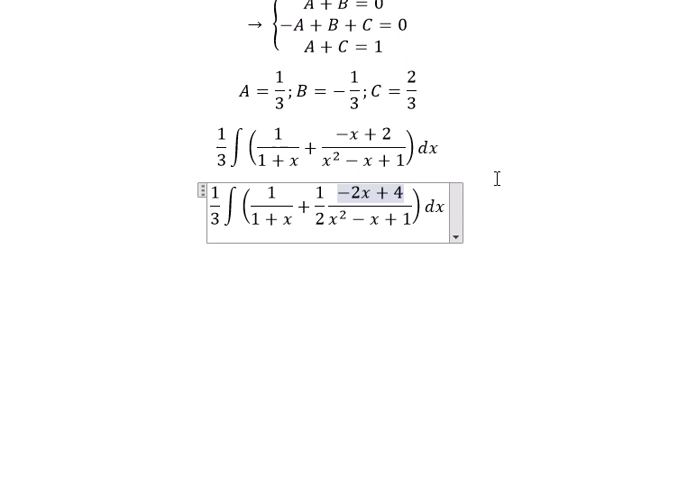 A + B = 0
→ { −A + B + C = 0
A + C = 1
A = 1/3; B = −1/3; C = 2/3
1/3 ∫ (1/(1 + x) + (−x + 2)/(x² − x + 1)) dx
1/3 ∫ (1/(1 + x) + 1/2 (−2x + 4)/(x² − x + 1)) dx